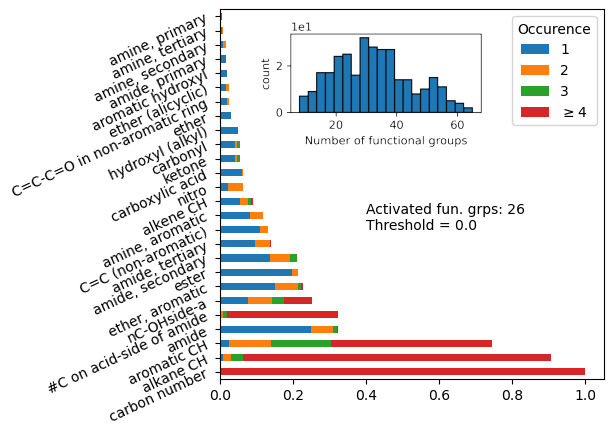 amine, primary
amine, tertiary
amine, secondary
amide, primary
aromatic hydroxyl
ether (alicyclic)
C=C-C=O in non-aromatic ring
ether
hydroxyl (alkyl)
carbonyl
ketone
carboxylic acid
nitro
alkene CH
amine, aromatic
C=C (non-aromatic)
amide, tertiary
amide, secondary
ester
ether, aromatic
nC-OHside-a
#C on acid-side of amide
amide
aromatic CH
alkane CH
carbon number
0.0 0.2 0.4 0.6 0.8 1.0
1e1
2
0
count
20 40 60
Number of functional groups
Occurence
1
2
3
≥ 4
Activated fun. grps: 26
Threshold = 0.0